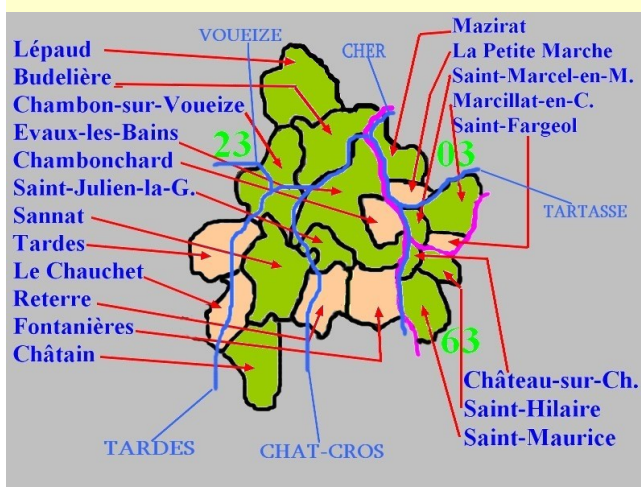 VOUEIZE
CHER
Lépaud
Budelière
Chambon-sur-Voueize
Evaux-les-Bains
Chambonchard
Saint-Julien-la-G.
Sannat
Tardes
Le Chauchet
Reterre
Fontanières
Châtain
Mazirat
La Petite Marche
Saint-Marcel-en-M.
Marcillat-en-C.
Saint-Fargeol
23
03
TARTASSE
63
Château-sur-Ch.
Saint-Hilaire
Saint-Maurice
TARDES
CHAT-CROS